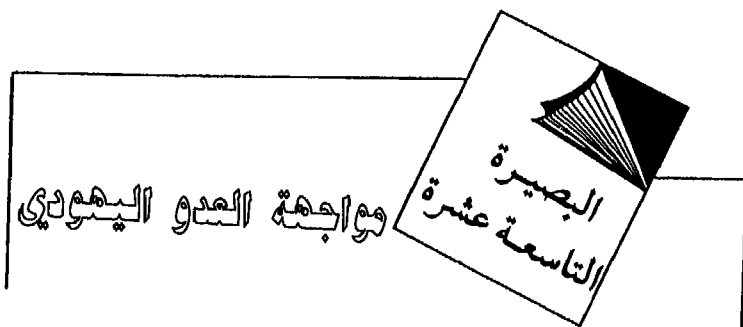 البصيرة
التاسعة عشرة
مواجهة العدو اليهودي